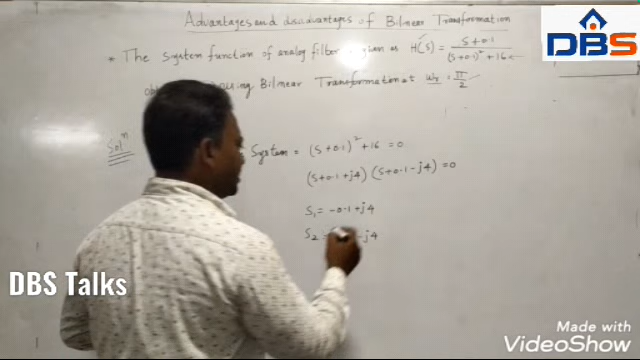 Advantages and disadvantages of Bilinear Transformation
DBS
* The system function of analog filter is given as H(s) = s+0.1 / (s+0.1)² + 16
using Bilinear Transformation at ωr = π/2
Solⁿ
System = (s+0.1)² + 16 = 0
(s+0.1+j4) (s+0.1-j4) = 0
S₁ = -0.1+j4
S₂ = -j4
DBS Talks
Made with
VideoShow